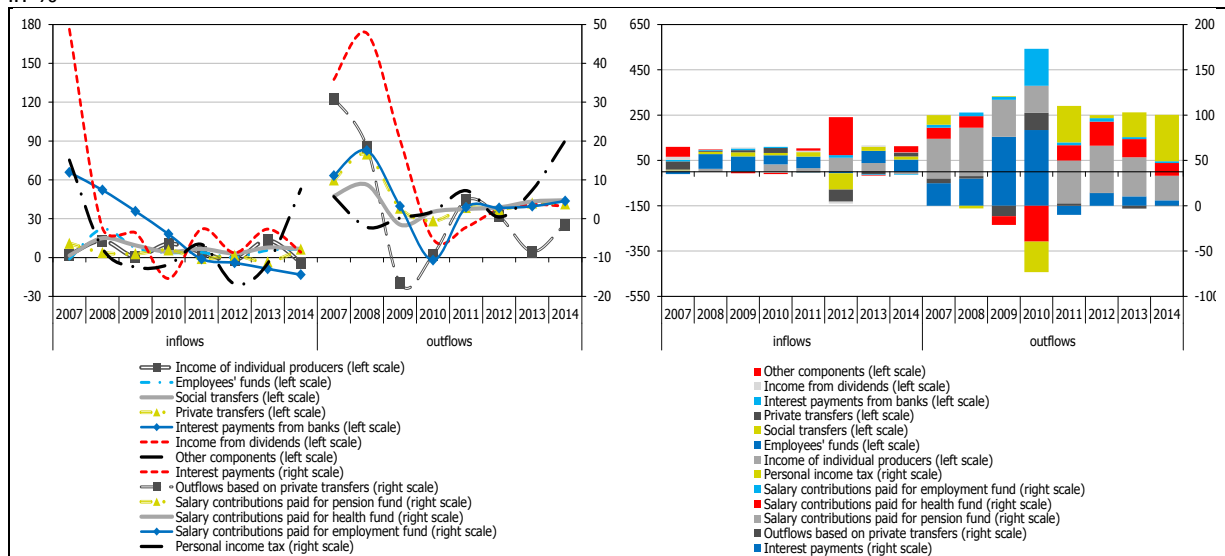 180
150
120
90
60
30
0
-30
50
40
30
20
10
0
-10
-20
2007 2008 2009 2010 2011 2012 2013 2014 2007 2008 2009 2010 2011 2012 2013 2014
inflows outflows
Income of individual producers (left scale)
Employees' funds (left scale)
Social transfers (left scale)
Private transfers (left scale)
Interest payments from banks (left scale)
Income from dividends (left scale)
Other components (left scale)
Interest payments (right scale)
Outflows based on private transfers (right scale)
Salary contributions paid for pension fund (right scale)
Salary contributions paid for health fund (right scale)
Salary contributions paid for employment fund (right scale)
Personal income tax (right scale)
650
450
250
50
-150
-350
-550
200
150
100
50
0
-50
-100
2007 2008 2009 2010 2011 2012 2013 2014 2007 2008 2009 2010 2011 2012 2013 2014
inflows outflows
Other components (left scale)
Income from dividends (left scale)
Interest payments from banks (left scale)
Private transfers (left scale)
Social transfers (left scale)
Employees' funds (left scale)
Income of individual producers (left scale)
Personal income tax (right scale)
Salary contributions paid for employment fund (right scale)
Salary contributions paid for health fund (right scale)
Salary contributions paid for pension fund (right scale)
Outflows based on private transfers (right scale)
Interest payments (right scale)